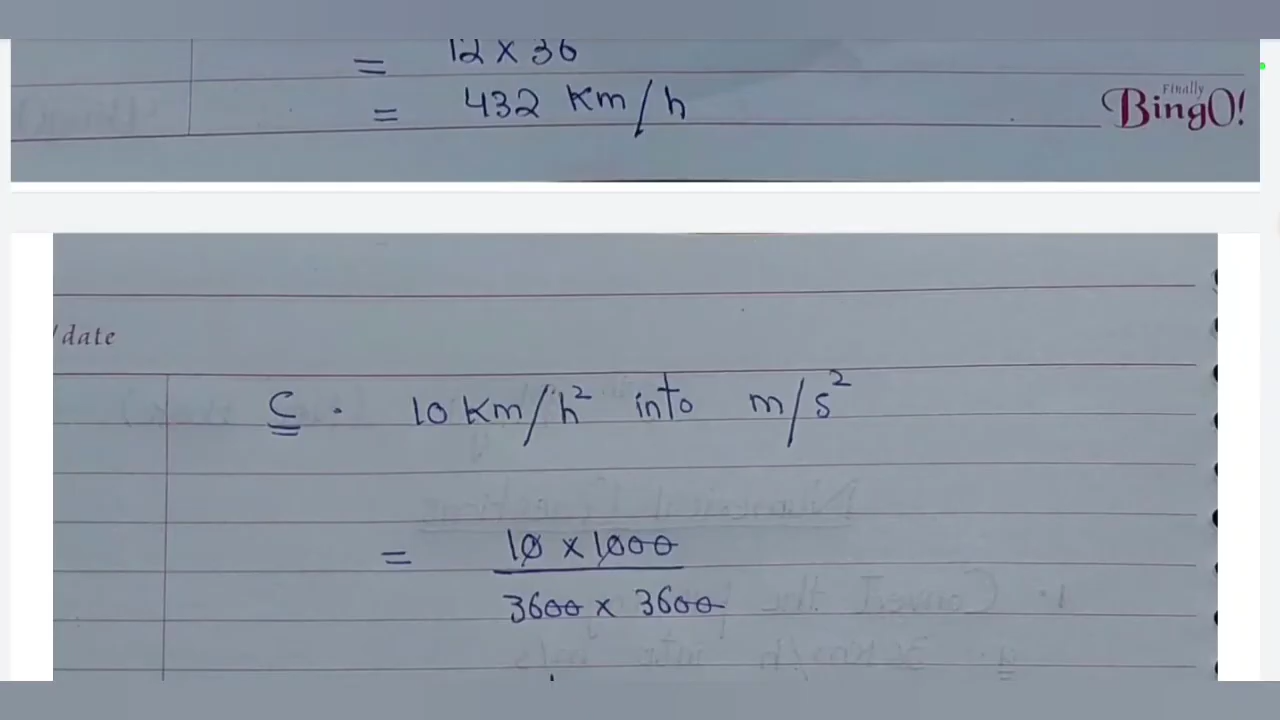 = 12 x 36
= 432 Km/h
Finally
BingO!
/date
C. 10 Km/h² into m/s²
= 10 x 1000
3600 x 3600